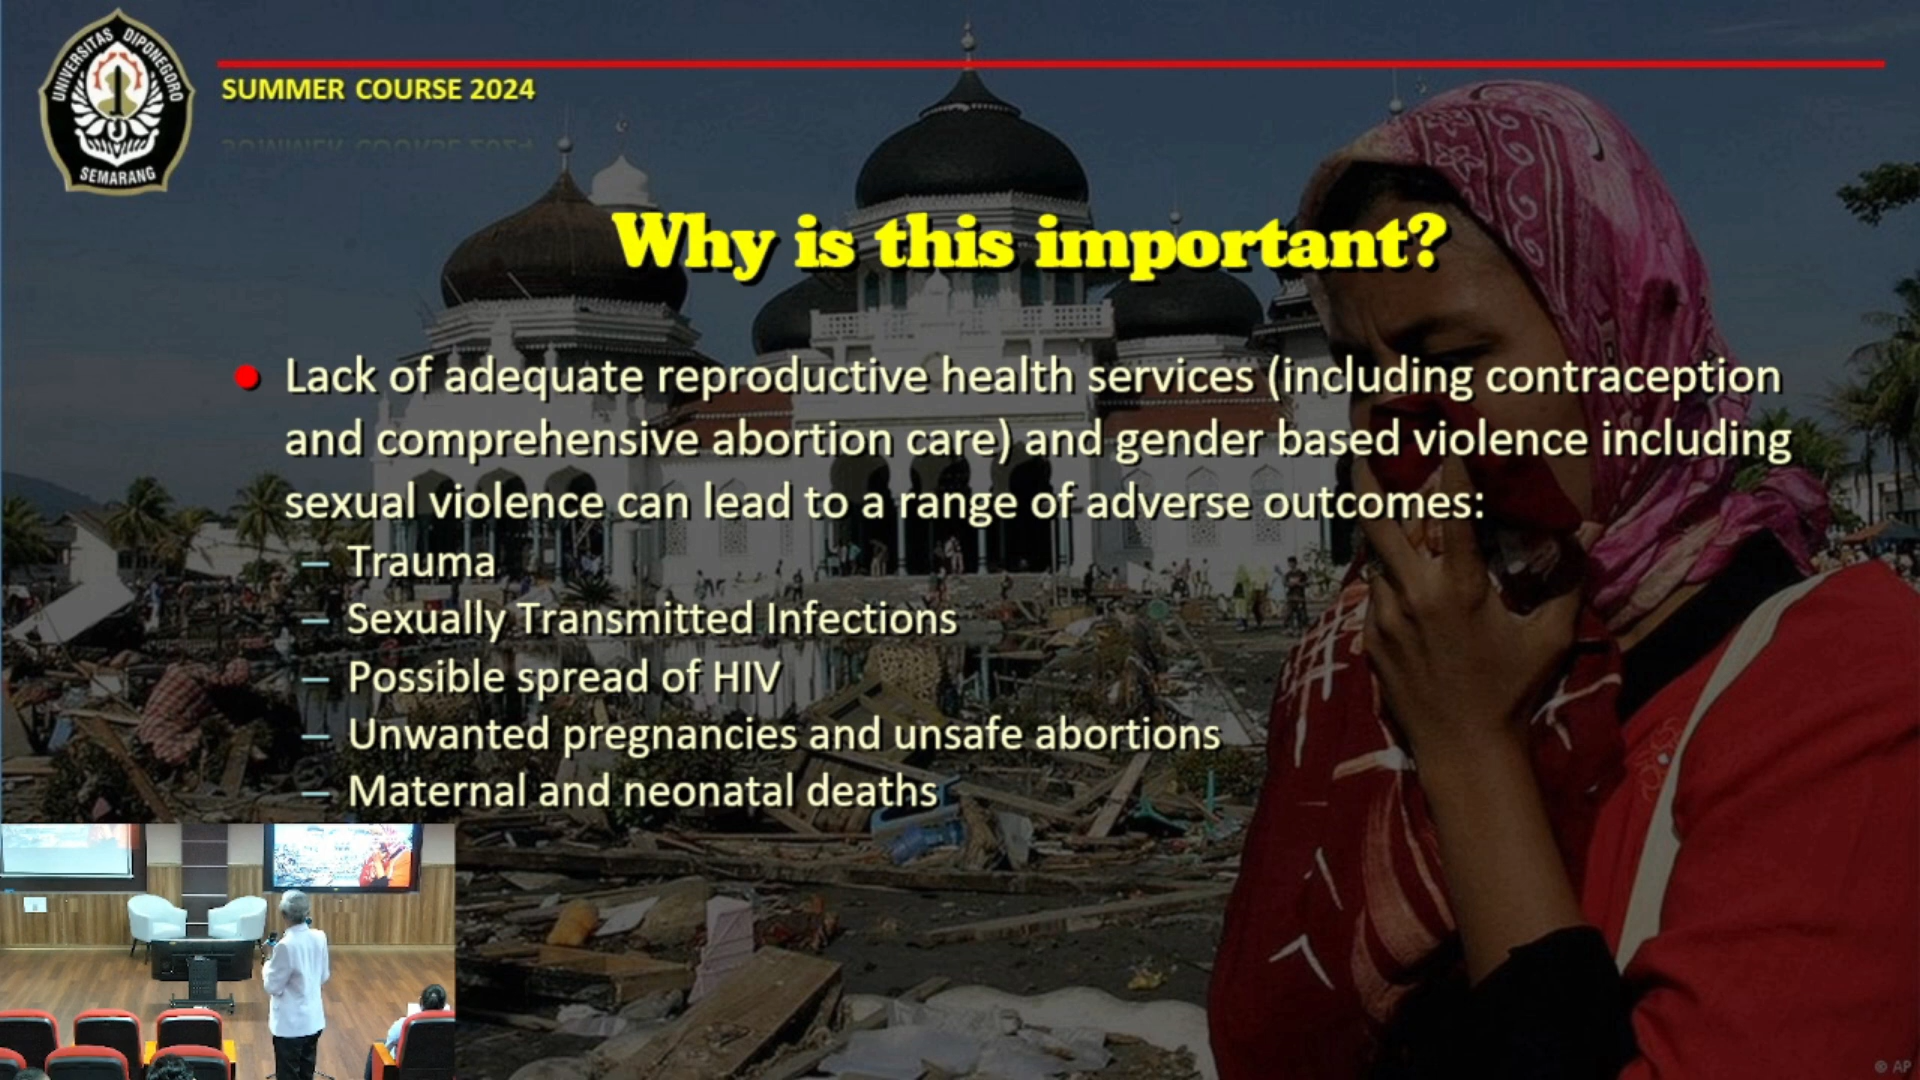 UNIVERSITAS DIPONEGORO
SEMARANG
SUMMER COURSE 2024
Why is this important?
Lack of adequate reproductive health services (including contraception
and comprehensive abortion care) and gender based violence including
sexual violence can lead to a range of adverse outcomes:
– Trauma
– Sexually Transmitted Infections
– Possible spread of HIV
– Unwanted pregnancies and unsafe abortions
– Maternal and neonatal deaths
© AP